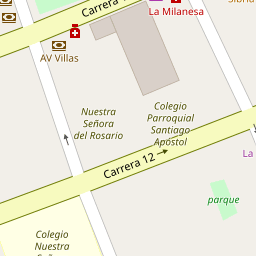 Carrera
La Milanesa
AV Villas
Nuestra
Señora
del Rosario
Colegio
Parroquial
Santiago
Apóstol
Carrera 12
La
parque
Colegio
Nuestra